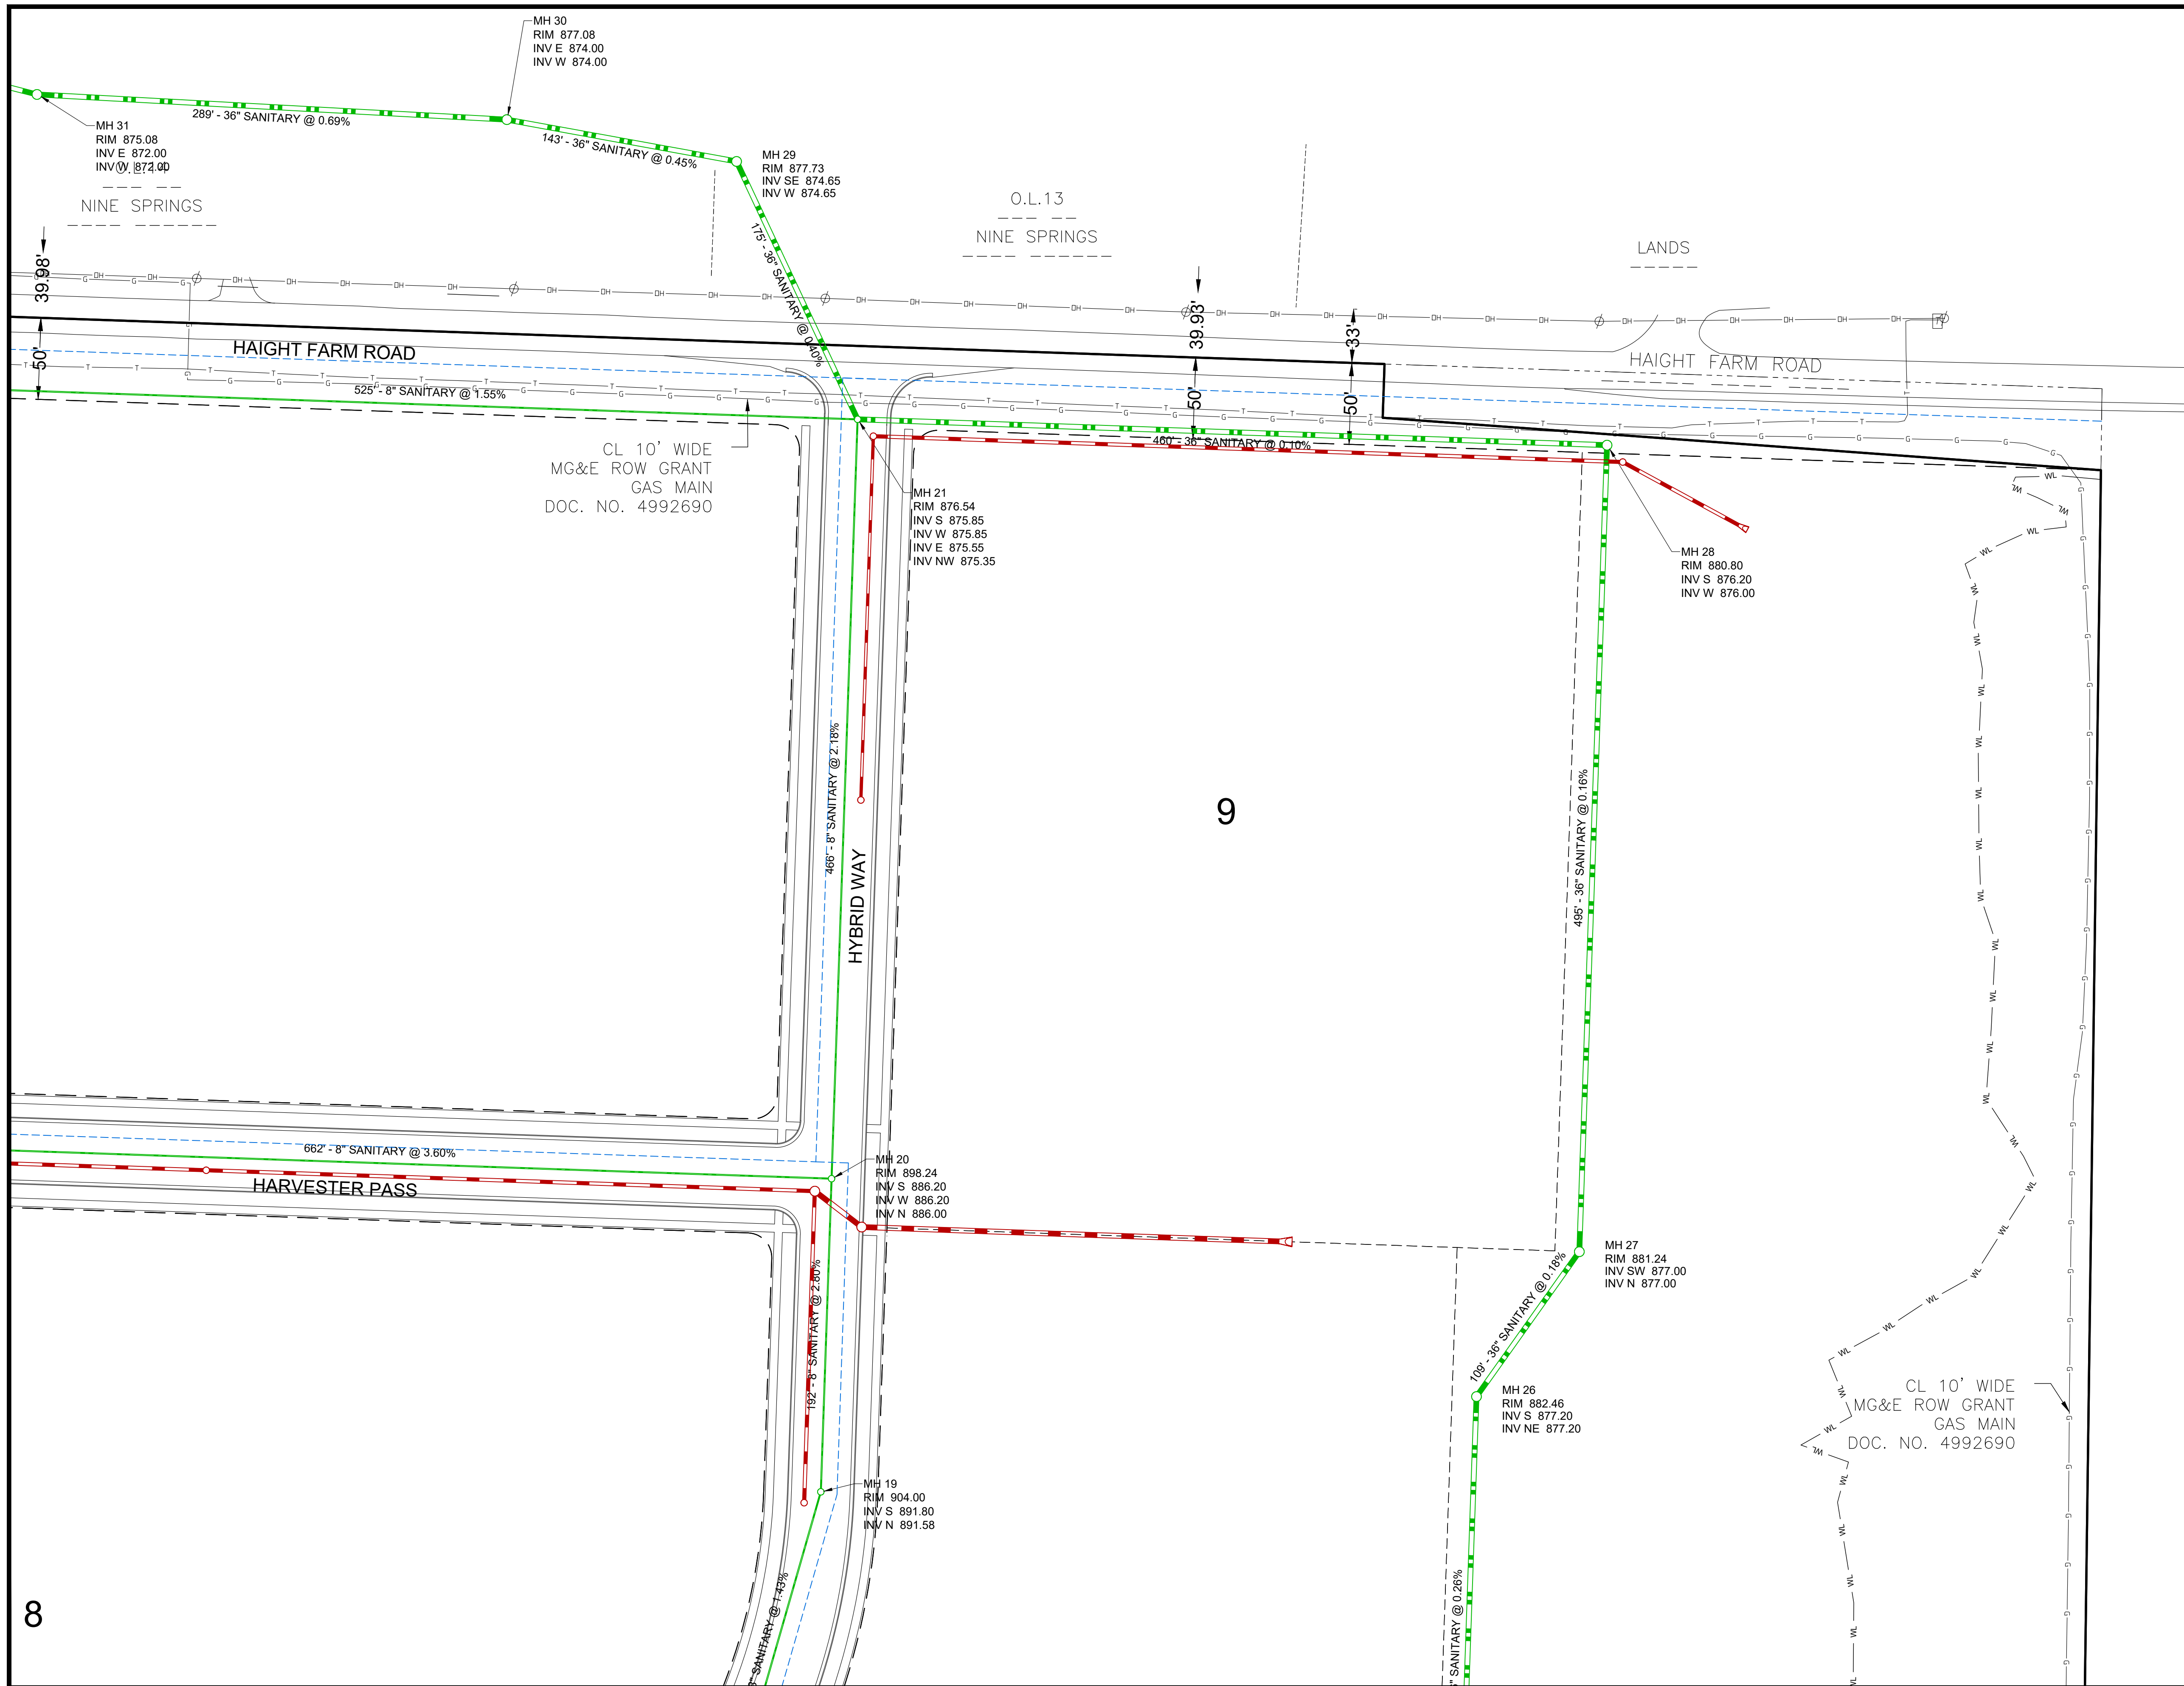 MH 30
RIM 877.08
INV E 874.00
INV W 874.00
289' - 36" SANITARY @ 0.69%
MH 31
RIM 875.08
INV E 872.00
INV W 872.00
NINE SPRINGS
143' - 36" SANITARY @ 0.45%
MH 29
RIM 877.73
INV SE 874.65
INV W 874.65
175' - 36" SANITARY @ 0.40%
O.L.13
NINE SPRINGS
LANDS
39.98'
50'
39.93'
50'
33'
50'
HAIGHT FARM ROAD
HAIGHT FARM ROAD
525' - 8" SANITARY @ 1.55%
460' - 36" SANITARY @ 0.10%
CL 10' WIDE
MG&E ROW GRANT
GAS MAIN
DOC. NO. 4992690
MH 21
RIM 876.54
INV S 875.85
INV W 875.85
INV E 875.55
INV NW 875.35
MH 28
RIM 880.80
INV S 876.20
INV W 876.00
466' - 8" SANITARY @ 2.18%
HYBRID WAY
9
495' - 36" SANITARY @ 0.16%
662' - 8" SANITARY @ 3.60%
HARVESTER PASS
MH 20
RIM 898.24
INV S 886.20
INV W 886.20
INV N 886.00
192' - 8" SANITARY @ 2.80%
MH 27
RIM 881.24
INV SW 877.00
INV N 877.00
109' - 36" SANITARY @ 0.18%
MH 26
RIM 882.46
INV S 877.20
INV NE 877.20
CL 10' WIDE
MG&E ROW GRANT
GAS MAIN
DOC. NO. 4992690
MH 19
RIM 904.00
INV S 891.80
INV N 891.58
SANITARY @ 1.43%
SANITARY @ 0.26%
8